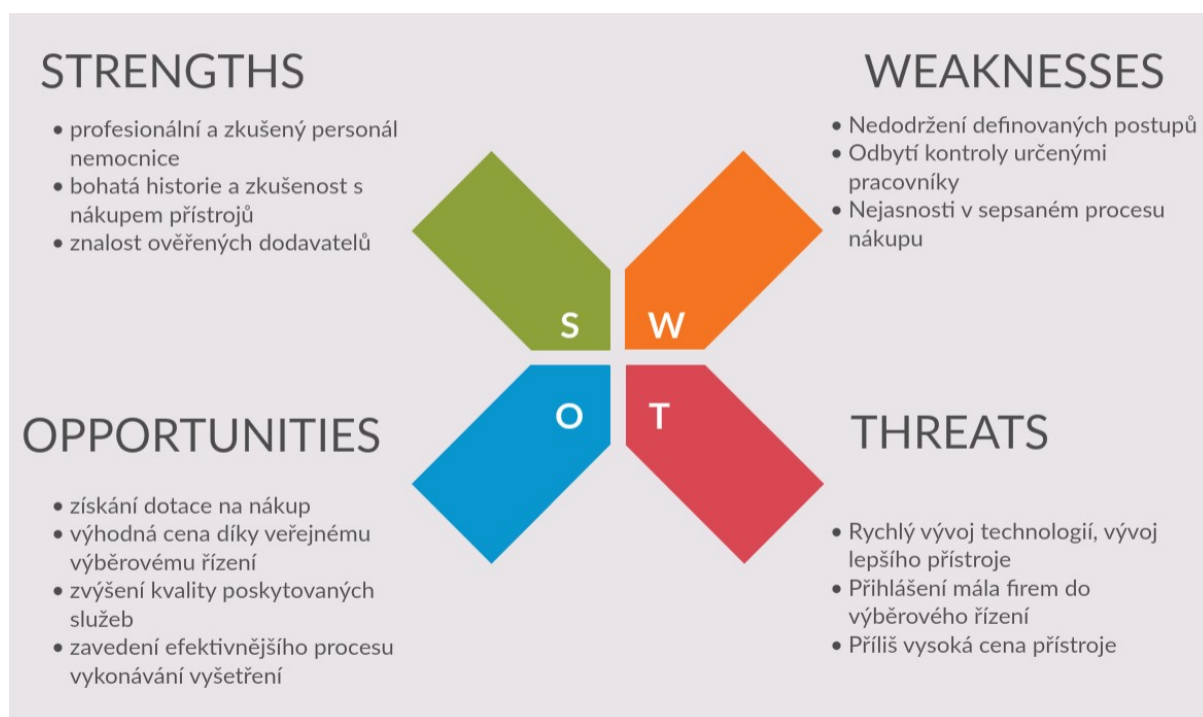 STRENGTHS
• profesionální a zkušený personál
nemocnice
• bohatá historie a zkušenost s
nákupem přístrojů
• znalost ověřených dodavatelů
WEAKNESSES
• Nedodržení definovaných postupů
• Odbytí kontroly určenými
pracovníky
• Nejasnosti v sepsaném procesu
nákupu
S
W
O
T
OPPORTUNITIES
• získání dotace na nákup
• výhodná cena díky veřejnému
výběrovému řízení
• zvýšení kvality poskytovaných
služeb
• zavedení efektivnějšího procesu
vykonávání vyšetření
THREATS
• Rychlý vývoj technologií, vývoj
lepšího přístroje
• Přihlášení mála firem do
výběrového řízení
• Příliš vysoká cena přístroje